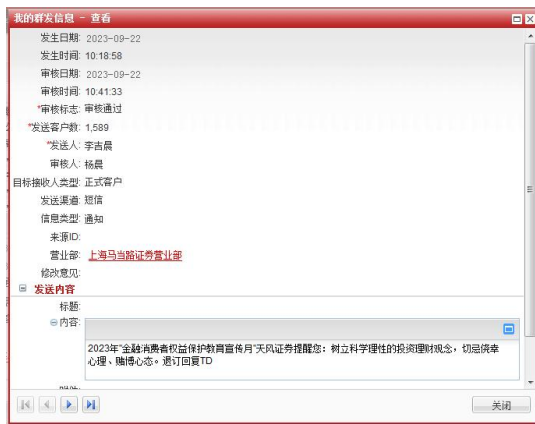 我的群发信息 - 查看
发生日期: 2023-09-22
发生时间: 10:18:58
审核日期: 2023-09-22
审核时间: 10:41:33
*审核标志: 审核通过
*发送客户数: 1,589
*发送人: 李吉晨
审核人: 杨晨
目标接收人类型: 正式客户
发送渠道: 短信
信息类型: 通知
来源ID:
营业部: 上海马当路证券营业部
修改意见:
发送内容
标题:
内容:
2023年"金融消费者权益保护教育宣传月"天风证券提醒您：树立科学理性的投资理财观念，切忌侥幸
心理、赌博心态。退订回复TD
关闭